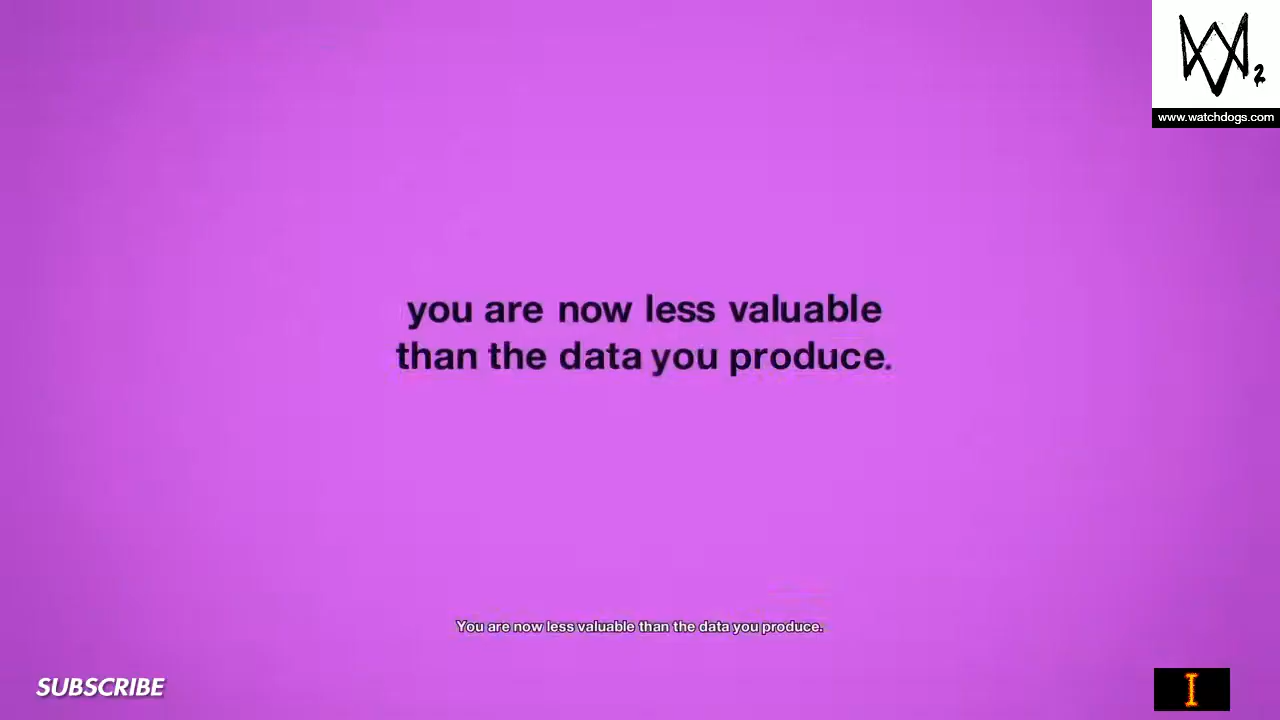 2
www.watchdogs.com
you are now less valuable
than the data you produce.
You are now less valuable than the data you produce.
SUBSCRIBE
I